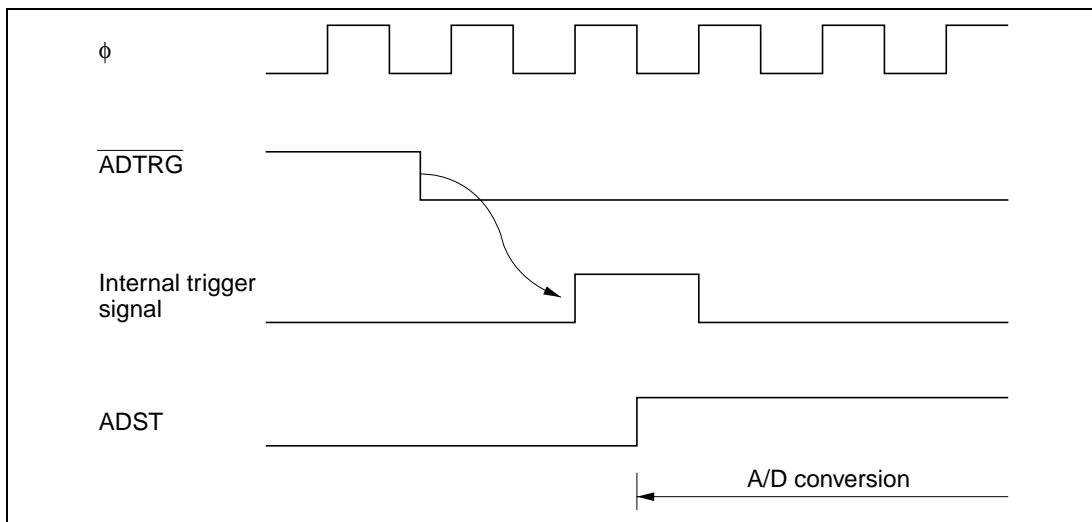 ϕ
ADTRG
Internal trigger
signal
ADST
A/D conversion